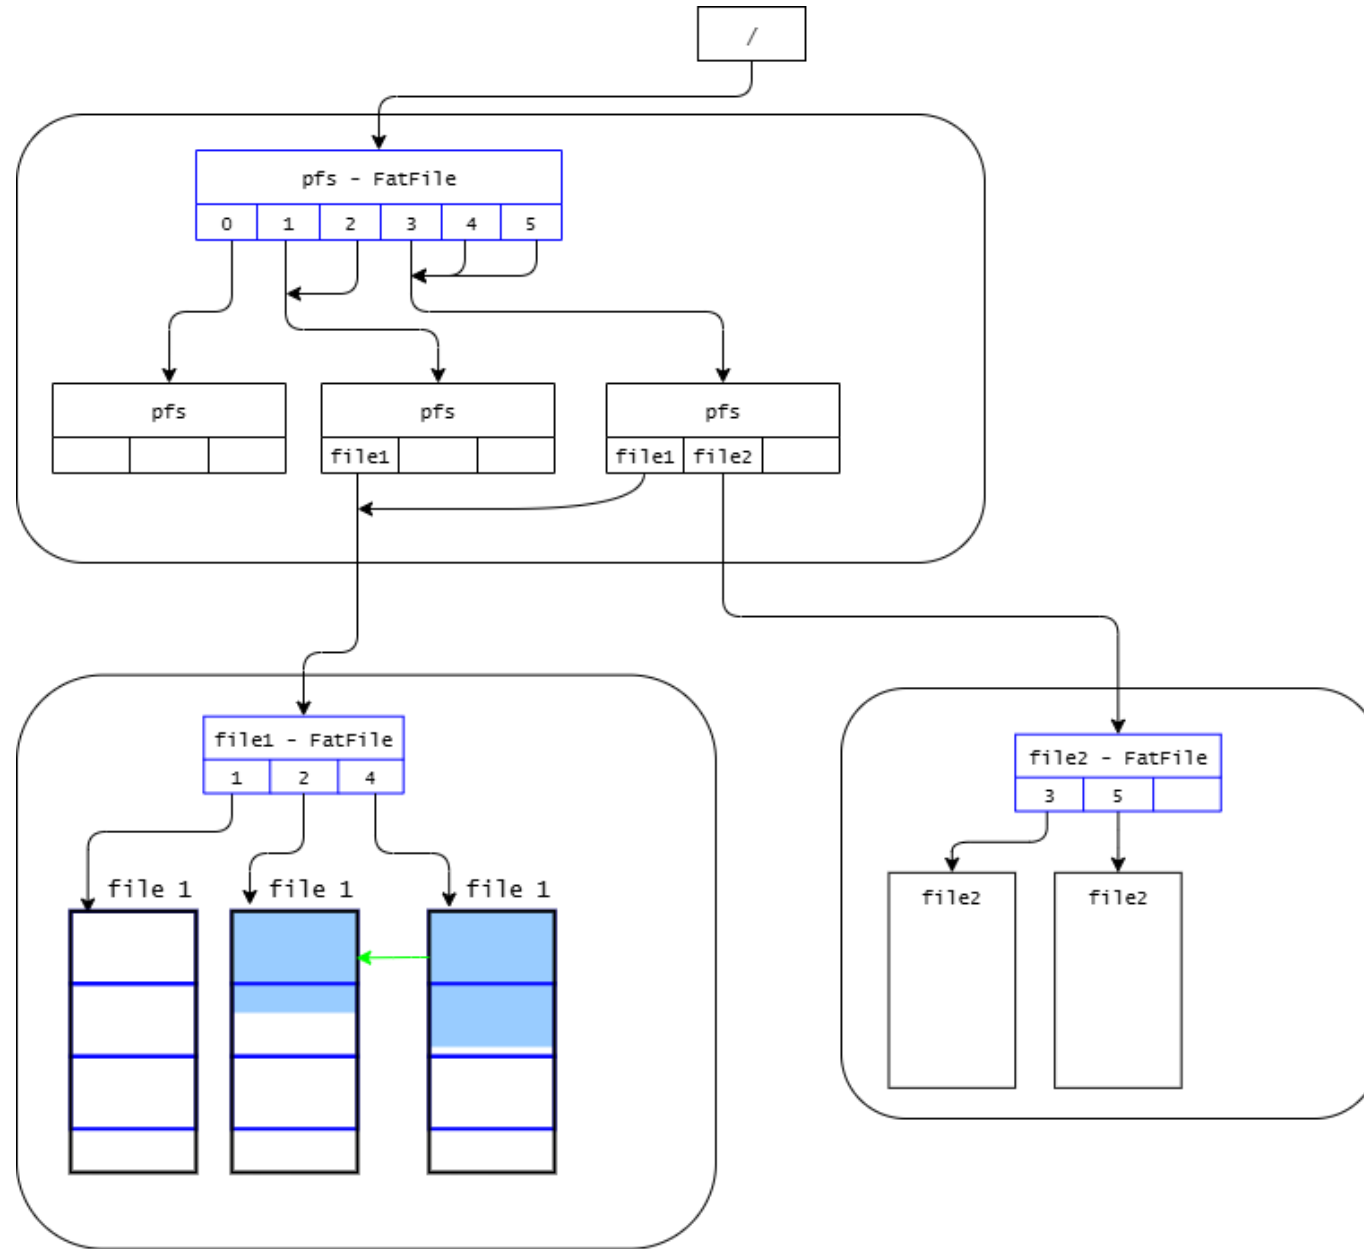 /
pfs - FatFile
0 1 2 3 4 5
pfs pfs pfs
file1 file1 file2
file1 - FatFile
1 2 4
file2 - FatFile
3 5
file 1 file 1 file 1
file2 file2